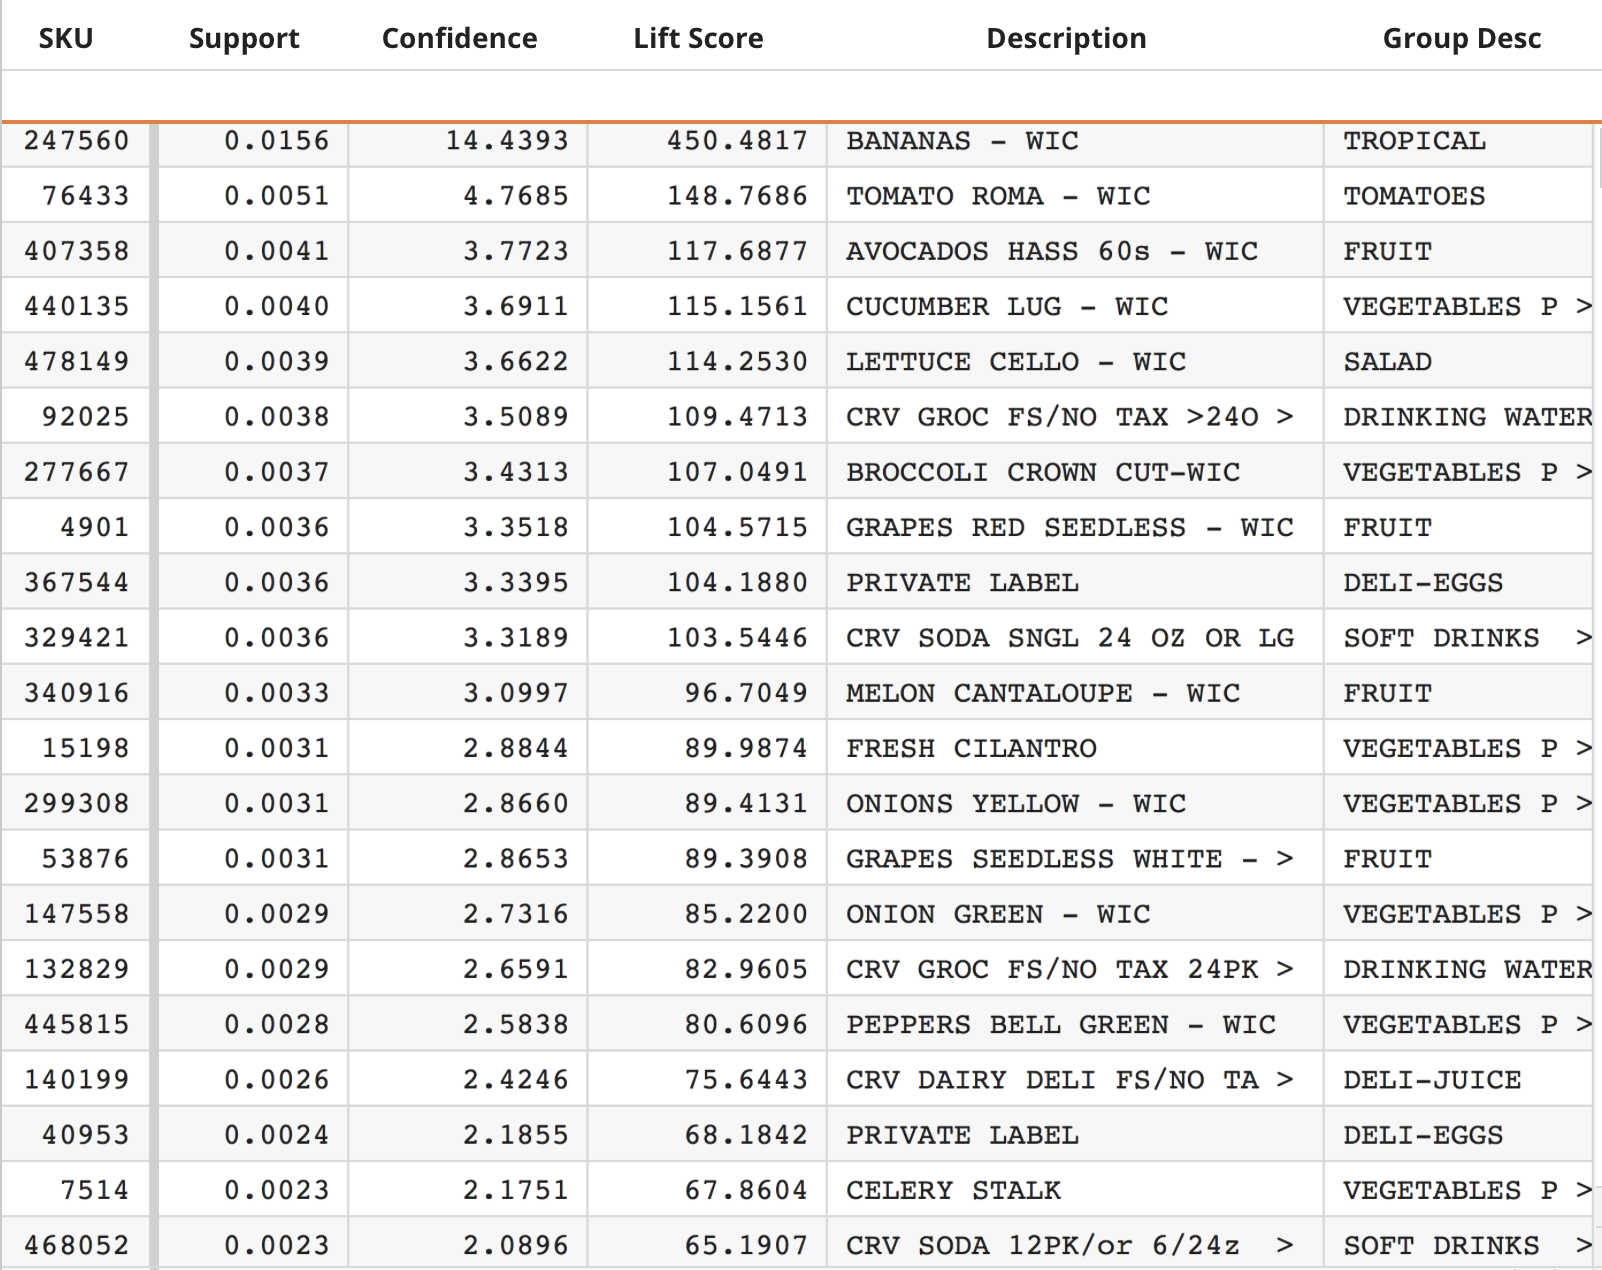 SKU Support Confidence Lift Score Description Group Desc
247560 0.0156 14.4393 450.4817 BANANAS - WIC TROPICAL
76433 0.0051 4.7685 148.7686 TOMATO ROMA - WIC TOMATOES
407358 0.0041 3.7723 117.6877 AVOCADOS HASS 60s - WIC FRUIT
440135 0.0040 3.6911 115.1561 CUCUMBER LUG - WIC VEGETABLES P >
478149 0.0039 3.6622 114.2530 LETTUCE CELLO - WIC SALAD
92025 0.0038 3.5089 109.4713 CRV GROC FS/NO TAX >24O > DRINKING WATER
277667 0.0037 3.4313 107.0491 BROCCOLI CROWN CUT-WIC VEGETABLES P >
4901 0.0036 3.3518 104.5715 GRAPES RED SEEDLESS - WIC FRUIT
367544 0.0036 3.3395 104.1880 PRIVATE LABEL DELI-EGGS
329421 0.0036 3.3189 103.5446 CRV SODA SNGL 24 OZ OR LG SOFT DRINKS >
340916 0.0033 3.0997 96.7049 MELON CANTALOUPE - WIC FRUIT
15198 0.0031 2.8844 89.9874 FRESH CILANTRO VEGETABLES P >
299308 0.0031 2.8660 89.4131 ONIONS YELLOW - WIC VEGETABLES P >
53876 0.0031 2.8653 89.3908 GRAPES SEEDLESS WHITE - > FRUIT
147558 0.0029 2.7316 85.2200 ONION GREEN - WIC VEGETABLES P >
132829 0.0029 2.6591 82.9605 CRV GROC FS/NO TAX 24PK > DRINKING WATER
445815 0.0028 2.5838 80.6096 PEPPERS BELL GREEN - WIC VEGETABLES P >
140199 0.0026 2.4246 75.6443 CRV DAIRY DELI FS/NO TA > DELI-JUICE
40953 0.0024 2.1855 68.1842 PRIVATE LABEL DELI-EGGS
7514 0.0023 2.1751 67.8604 CELERY STALK VEGETABLES P >
468052 0.0023 2.0896 65.1907 CRV SODA 12PK/or 6/24z > SOFT DRINKS >